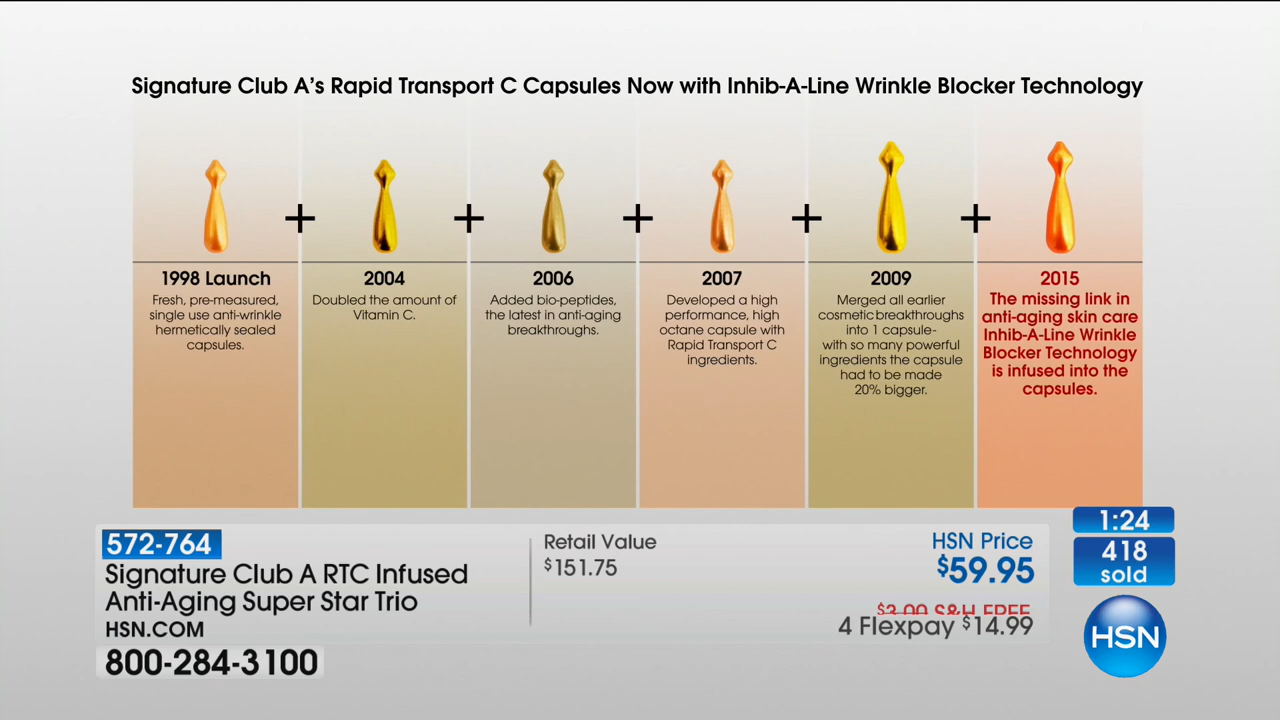 Signature Club A's Rapid Transport C Capsules Now with Inhib-A-Line Wrinkle Blocker Technology
+ + + + +
1998 Launch
Fresh, pre-measured,
single use anti-wrinkle
hermetically sealed
capsules.
2004
Doubled the amount of
Vitamin C.
2006
Added bio-peptides,
the latest in anti-aging
breakthroughs.
2007
Developed a high
performance, high
octane capsule with
Rapid Transport C
ingredients.
2009
Merged all earlier
cosmetic breakthroughs
into 1 capsule-
with so many powerful
ingredients the capsule
had to be made
20% bigger.
2015
The missing link in
anti-aging skin care
Inhib-A-Line Wrinkle
Blocker Technology
is infused into the
capsules.
572-764
Signature Club A RTC Infused
Anti-Aging Super Star Trio
HSN.COM
800-284-3100
Retail Value
$151.75
HSN Price
$59.95
$3.00 S&H FREE
4 Flexpay $14.99
1:24
418
sold
HSN